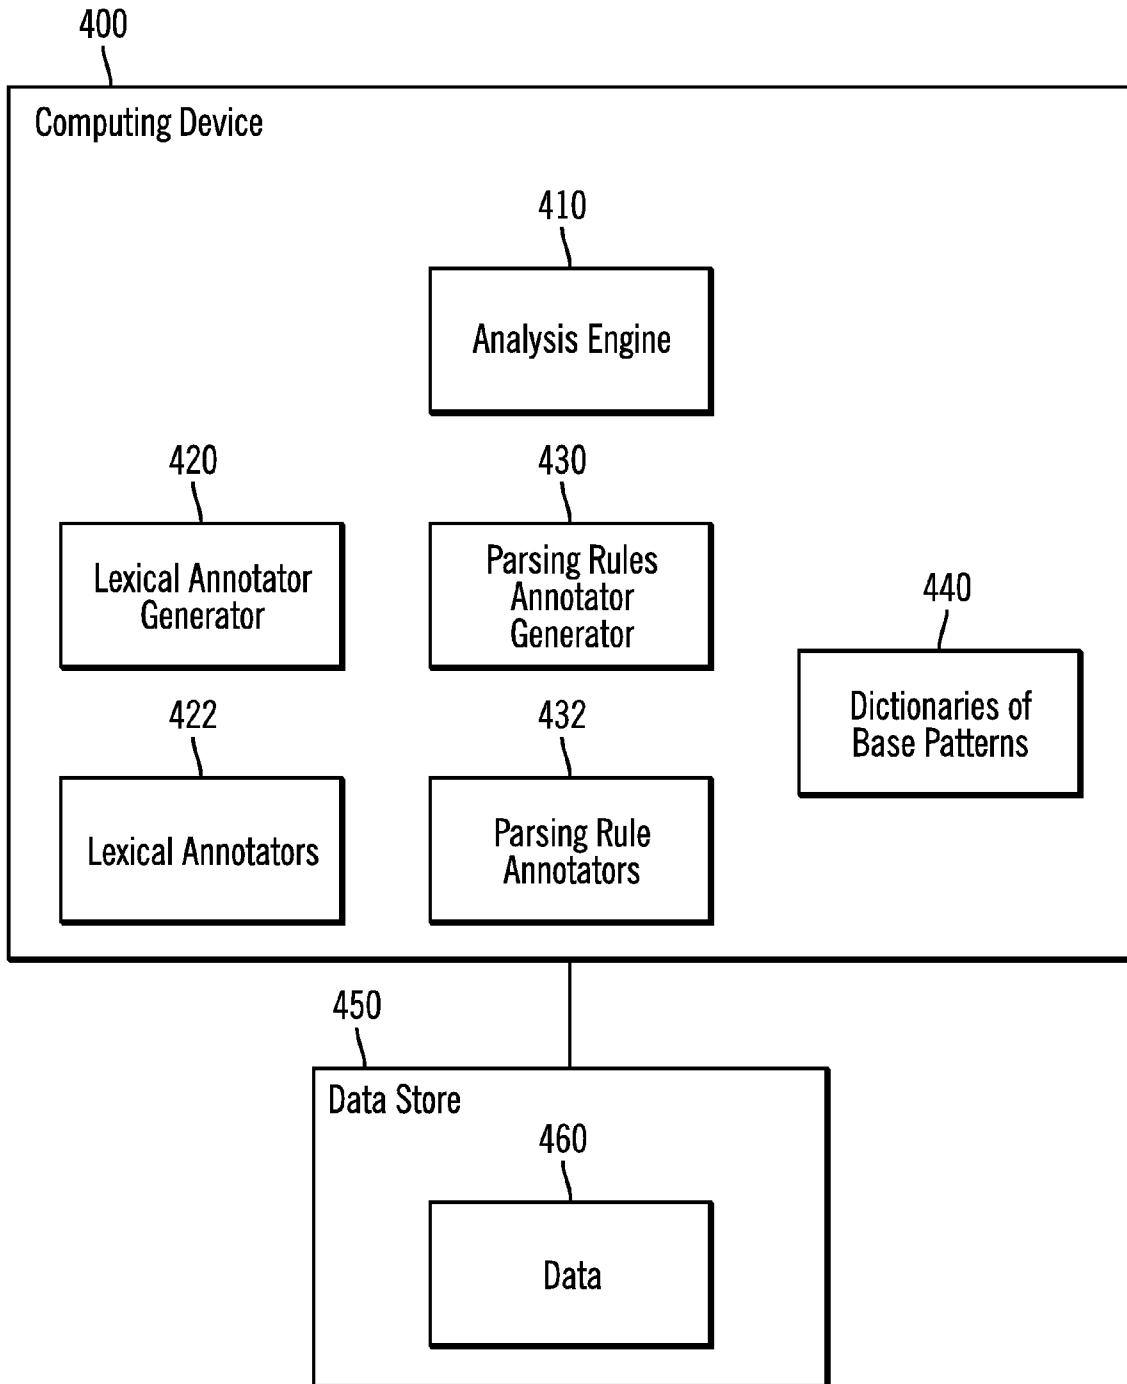 400
Computing Device
410
Analysis Engine
420
Lexical Annotator
Generator
430
Parsing Rules
Annotator
Generator
440
Dictionaries of
Base Patterns
422
Lexical Annotators
432
Parsing Rule
Annotators
450
Data Store
460
Data